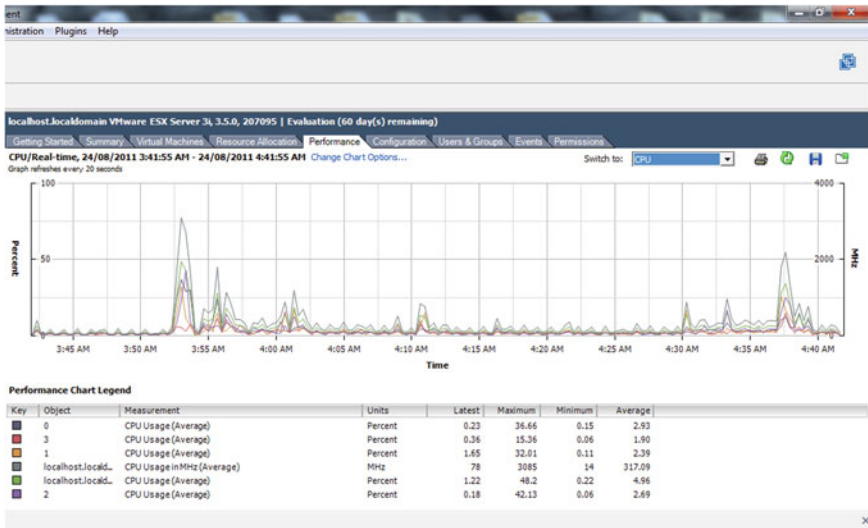 ent
nistration Plugins Help
localhost.localdomain VMware ESX Server 3i, 3.5.0, 207095 | Evaluation (60 day(s) remaining)
Getting Started Summary Virtual Machines Resource Allocation Performance Configuration Users & Groups Events Permissions
CPU/Real-time, 24/08/2011 3:41:55 AM - 24/08/2011 4:41:55 AM Change Chart Options... Switch to: CPU
Graph refreshes every 20 seconds
100 4000
Percent 50 2000 MHz
0 0
3:45 AM 3:50 AM 3:55 AM 4:00 AM 4:05 AM 4:10 AM 4:15 AM 4:20 AM 4:25 AM 4:30 AM 4:35 AM 4:40 AM
Time
Performance Chart Legend
Key Object Measurement Units Latest Maximum Minimum Average
0 CPU Usage (Average) Percent 0.23 36.66 0.15 2.93
3 CPU Usage (Average) Percent 0.36 15.36 0.06 1.90
1 CPU Usage (Average) Percent 1.65 32.01 0.11 2.39
localhost.locald... CPU Usage in MHz (Average) MHz 78 3085 14 317.09
localhost.locald... CPU Usage (Average) Percent 1.22 48.2 0.22 4.96
2 CPU Usage (Average) Percent 0.18 42.13 0.06 2.69